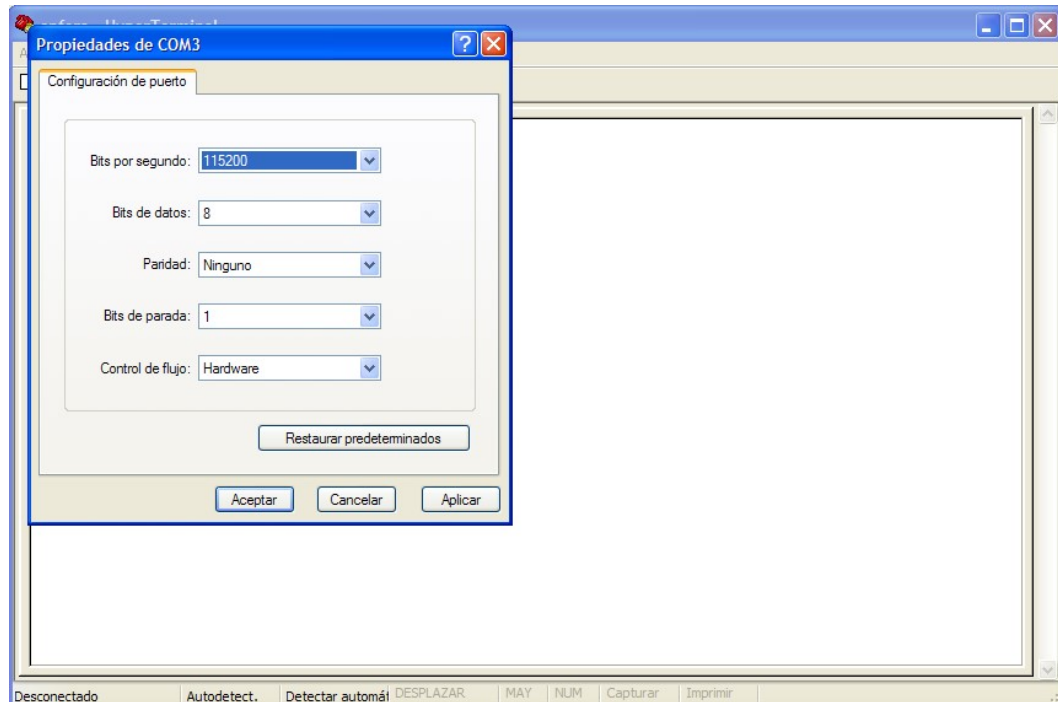 HyperTerminal
Propiedades de COM3
Configuración de puerto
Bits por segundo: 115200
Bits de datos: 8
Paridad: Ninguno
Bits de parada: 1
Control de flujo: Hardware
Restaurar predeterminados
Aceptar Cancelar Aplicar
Desconectado Autodetect. Detectar automát DESPLAZAR MAY NUM Capturar Imprimir